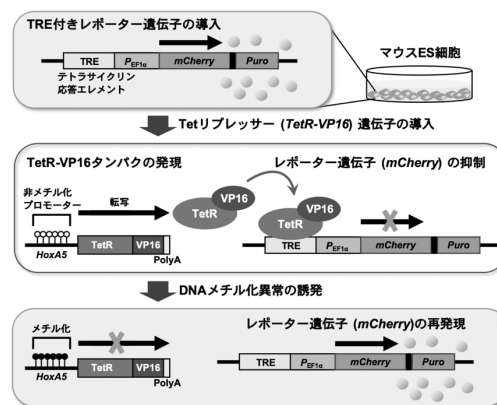 TRE付きレポーター遺伝子の導入
TRE
PEF1α
mCherry
Puro
テトラサイクリン
応答エレメント
マウスES細胞
Tetリプレッサー (TetR-VP16) 遺伝子の導入
TetR-VP16タンパクの発現
レポーター遺伝子 (mCherry) の抑制
非メチル化
プロモーター
転写
TetR
VP16
TetR
VP16
HoxA5
TetR
VP16
PolyA
TRE
PEF1α
mCherry
Puro
DNAメチル化異常の誘発
メチル化
レポーター遺伝子 (mCherry)の再発現
HoxA5
TetR
VP16
PolyA
TRE
PEF1α
mCherry
Puro